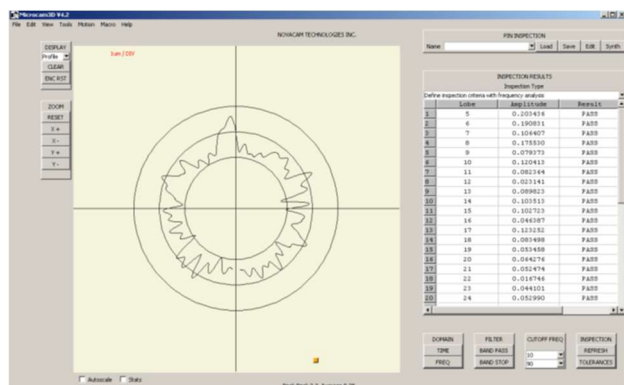 Microcam3D V4.2
File Edit View Tools Motion Macro Help
NOVACAM TECHNOLOGIES INC.
DISPLAY
Profile
CLEAR
ENC RST
ZOOM
RESET
X +
X -
Y +
Y -
/ DIV
PIN INSPECTION
Name Load Save Edit Synth
INSPECTION RESULTS
Inspection Type
Define inspection criteria with frequency analysis
Lobe Amplitude Result
1 5 0.203436 PASS
2 6 0.190831 PASS
3 7 0.106407 PASS
4 8 0.175530 PASS
5 9 0.079373 PASS
6 10 0.120413 PASS
7 11 0.082364 PASS
8 12 0.023141 PASS
9 13 0.089823 PASS
10 14 0.103513 PASS
11 15 0.102723 PASS
12 16 0.046387 PASS
13 17 0.123252 PASS
14 18 0.083498 PASS
15 19 0.053458 PASS
16 20 0.064276 PASS
17 21 0.052474 PASS
18 22 0.016746 PASS
19 23 0.044101 PASS
20 24 0.052990 PASS
DOMAIN
TIME
FREQ
FILTER
BAND PASS
BAND STOP
CUTOFF FREQ
10
90
INSPECTION
REFRESH
TOLERANCES
Autoscale Stats